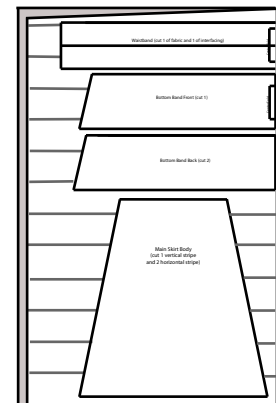 Waistband (cut 1 of fabric and 1 of interfacing)
Bottom Band Front (cut 1)
Bottom Band Back (cut 2)
Main Skirt Body
(cut 1 vertical stripe
and 2 horizontal stripe)